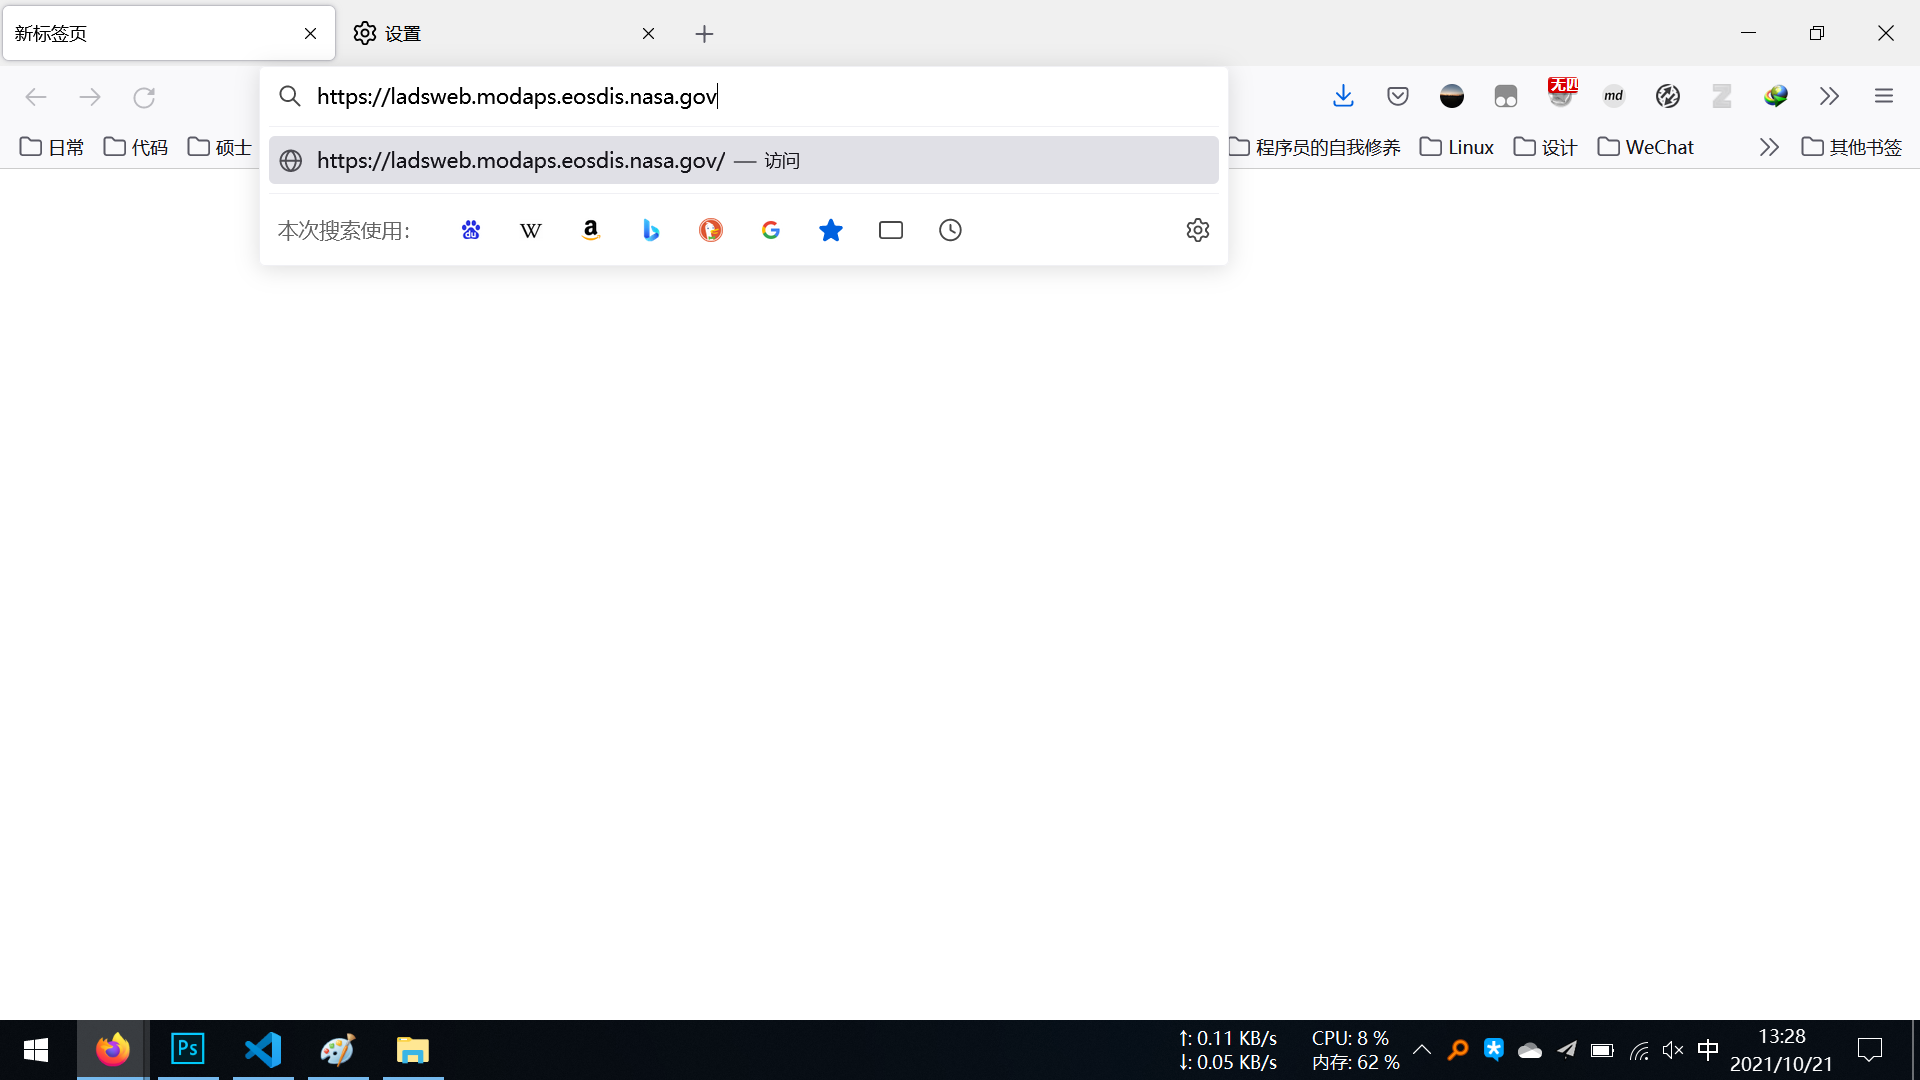 新标签页
设置
https://ladsweb.modaps.eosdis.nasa.gov
无匹
md
https://ladsweb.modaps.eosdis.nasa.gov/ — 访问
日常
代码
硕士
程序员的自我修养
Linux
设计
WeChat
其他书签
本次搜索使用：
du
W
a
Ps
↑: 0.11 KB/s
↓: 0.05 KB/s
CPU: 8 %
内存: 62 %
中
13:28
2021/10/21